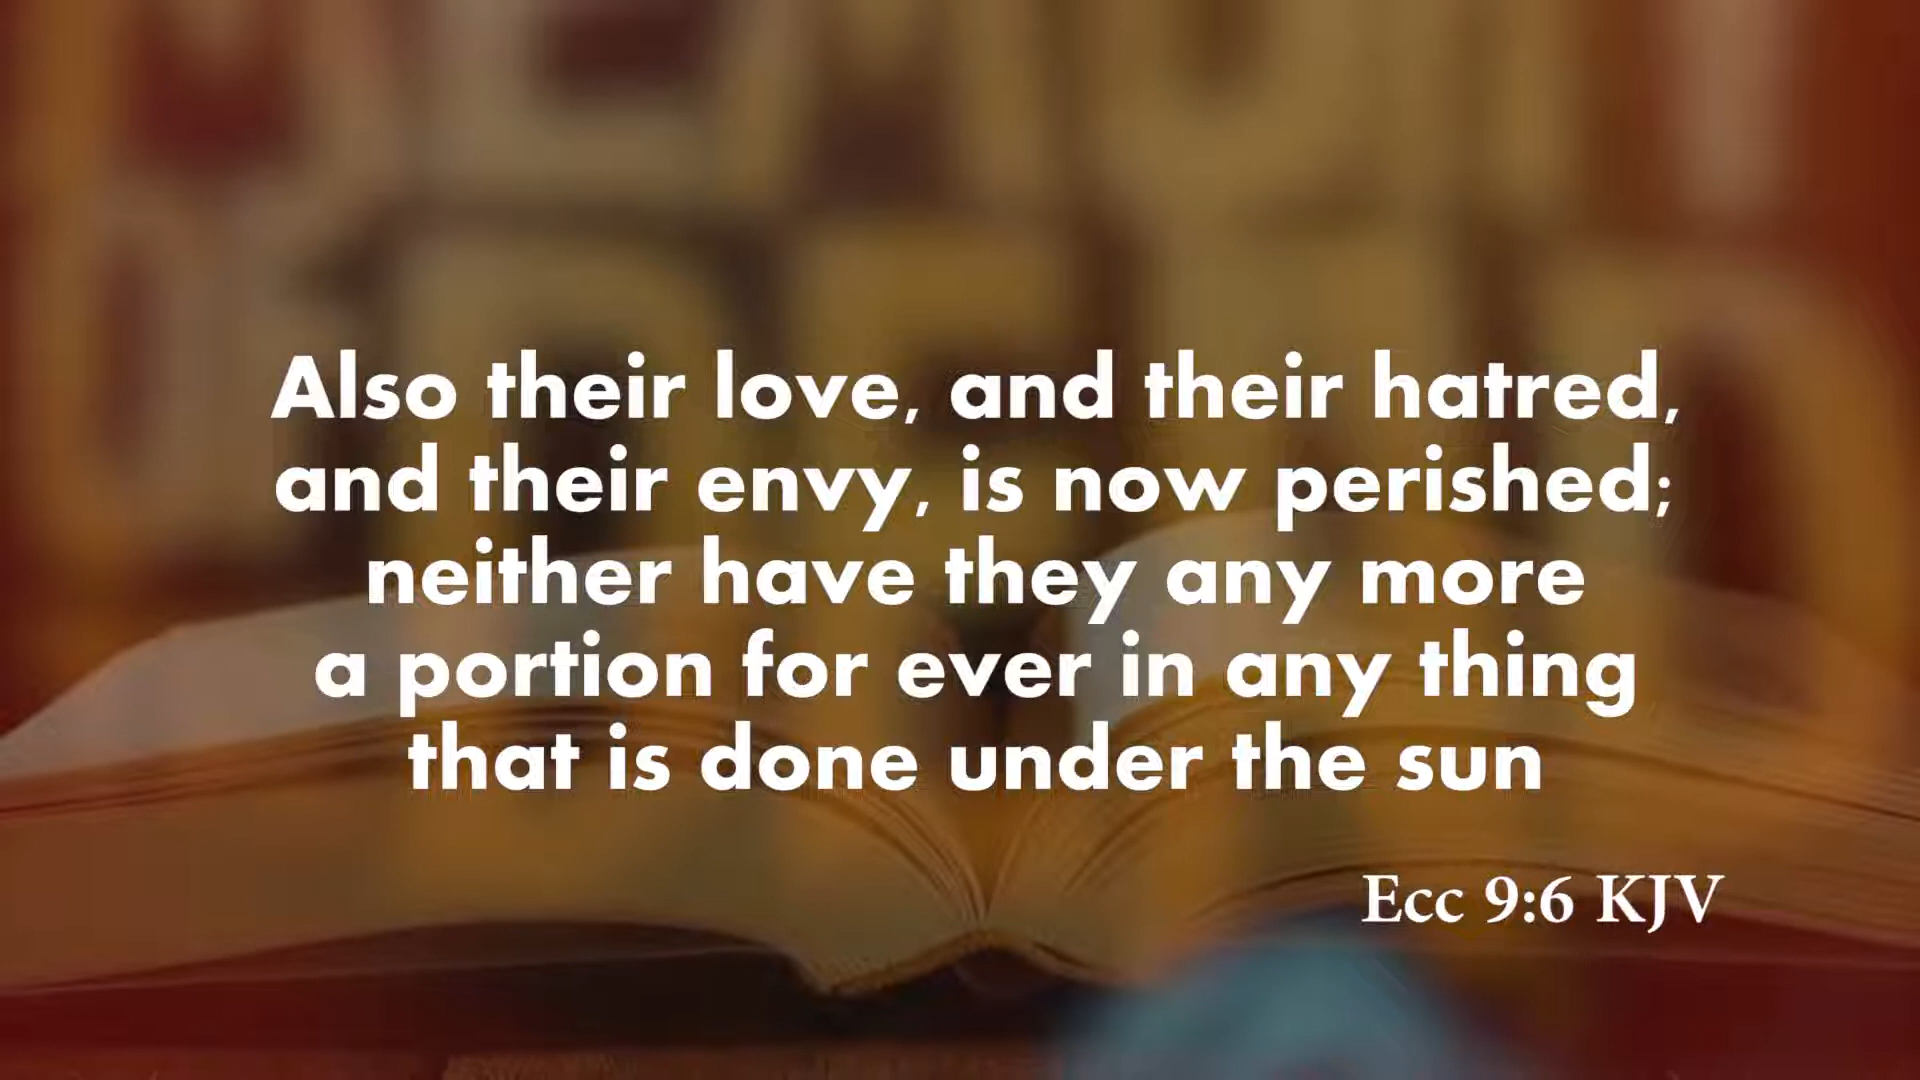 Also their love, and their hatred,
and their envy, is now perished;
neither have they any more
a portion for ever in any thing
that is done under the sun
Ecc 9:6 KJV